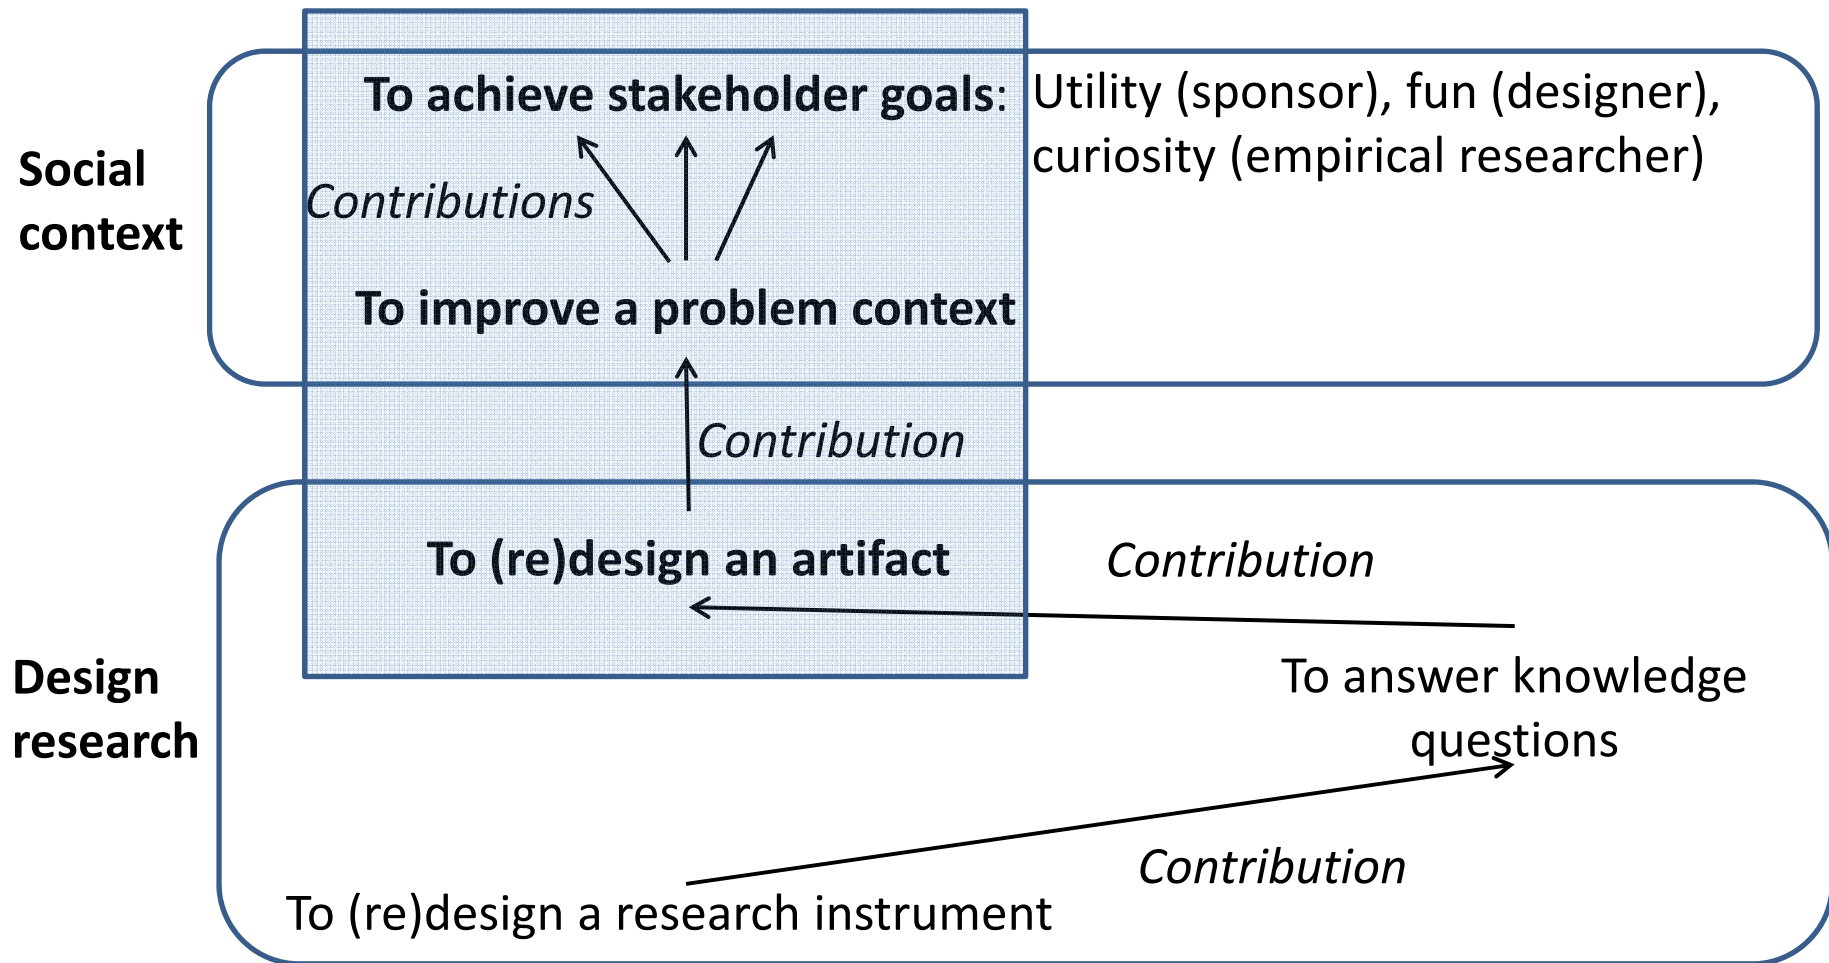 To achieve stakeholder goals: Utility (sponsor), fun (designer),
curiosity (empirical researcher)
Social
context
Contributions
To improve a problem context
Contribution
To (re)design an artifact
Contribution
Design
research
To answer knowledge
questions
Contribution
To (re)design a research instrument